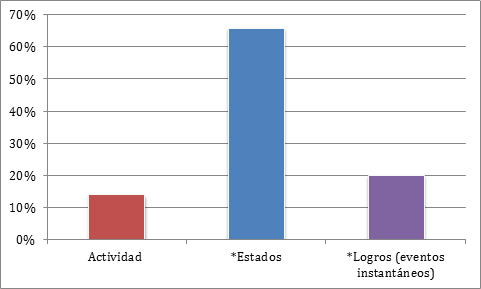 70%
60%
50%
40%
30%
20%
10%
0%
Actividad
*Estados
*Logros (eventos
instantáneos)